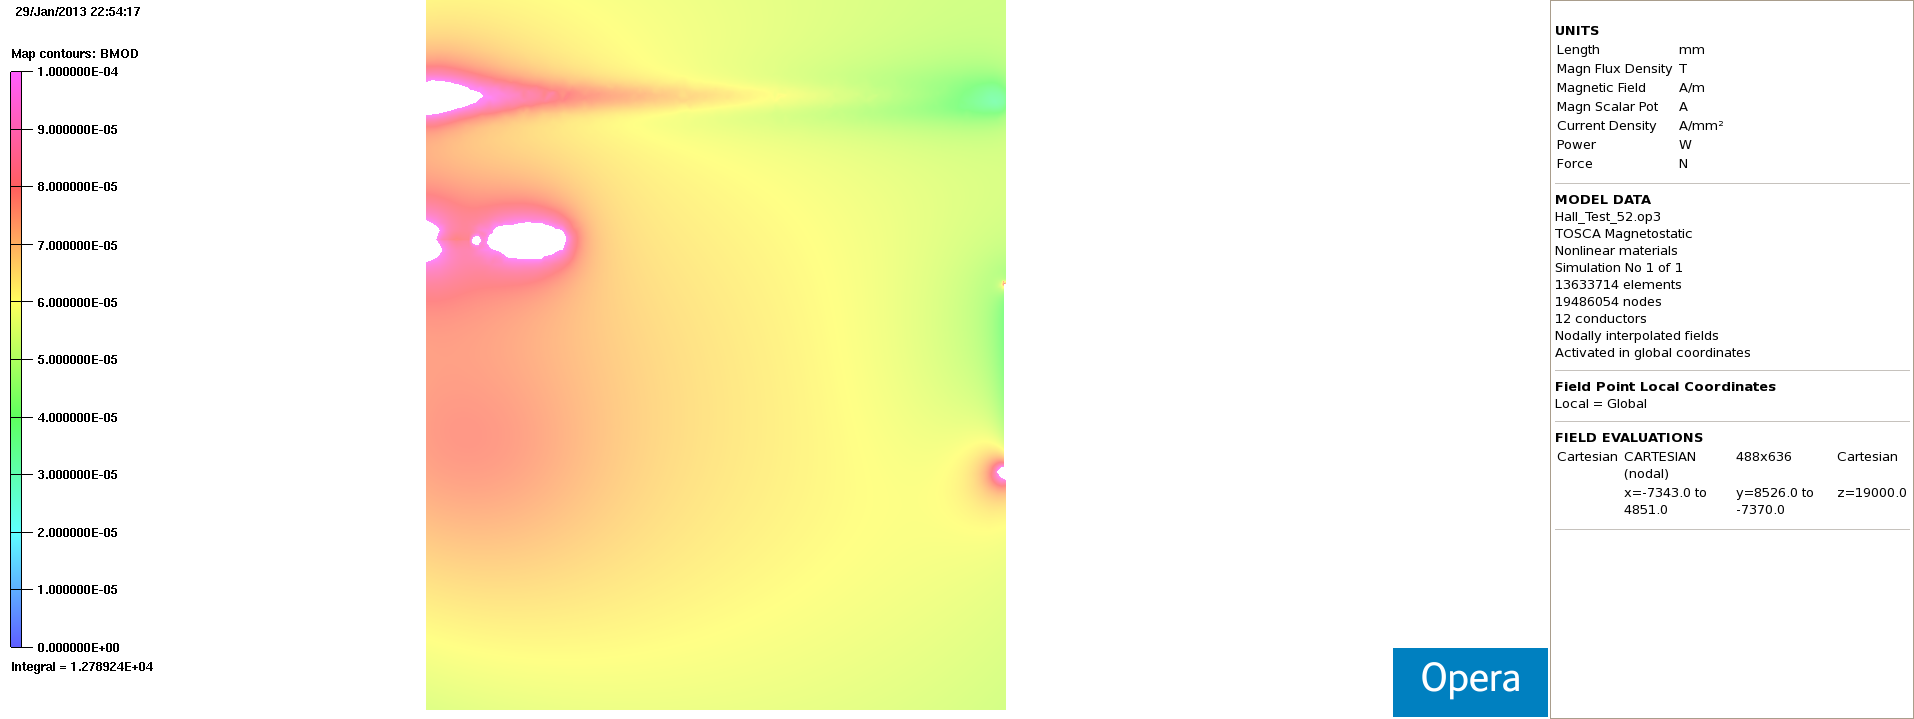 29/Jan/2013 22:54:17
Map contours: BMOD
1.000000E-04
9.000000E-05
8.000000E-05
7.000000E-05
6.000000E-05
5.000000E-05
4.000000E-05
3.000000E-05
2.000000E-05
1.000000E-05
0.000000E+00
Integral = 1.278924E+04
Opera
UNITS
Length mm
Magn Flux Density T
Magnetic Field A/m
Magn Scalar Pot A
Current Density A/mm²
Power W
Force N
MODEL DATA
Hall_Test_52.op3
TOSCA Magnetostatic
Nonlinear materials
Simulation No 1 of 1
13633714 elements
19486054 nodes
12 conductors
Nodally interpolated fields
Activated in global coordinates
Field Point Local Coordinates
Local = Global
FIELD EVALUATIONS
Cartesian CARTESIAN 488x636 Cartesian
(nodal)
x=-7343.0 to y=8526.0 to z=19000.0
4851.0 -7370.0